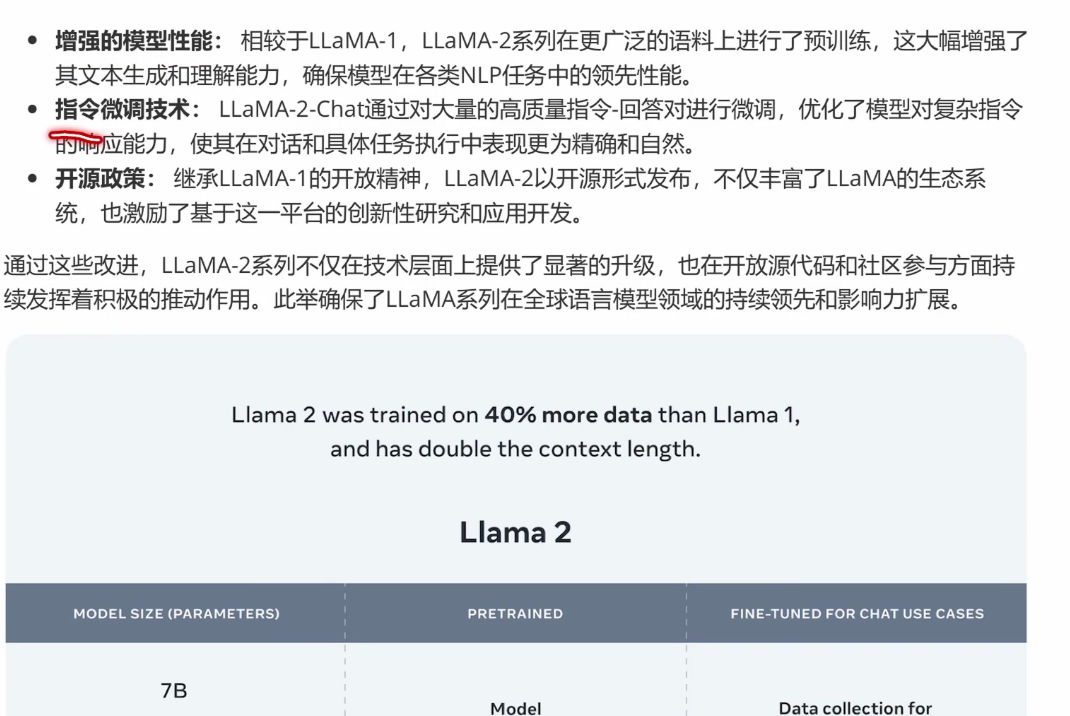 增强的模型性能： 相较于LLaMA-1，LLaMA-2系列在更广泛的语料上进行了预训练，这大幅增强了
其文本生成和理解能力，确保模型在各类NLP任务中的领先性能。
指令微调技术： LLaMA-2-Chat通过对大量的高质量指令-回答对进行微调，优化了模型对复杂指令
的响应能力，使其在对话和具体任务执行中表现更为精确和自然。
开源政策： 继承LLaMA-1的开放精神，LLaMA-2以开源形式发布，不仅丰富了LLaMA的生态系
统，也激励了基于这一平台的创新性研究和应用开发。
通过这些改进，LLaMA-2系列不仅在技术层面上提供了显著的升级，也在开放源代码和社区参与方面持
续发挥着积极的推动作用。此举确保了LLaMA系列在全球语言模型领域的持续领先和影响力扩展。
Llama 2 was trained on 40% more data than Llama 1,
and has double the context length.
Llama 2
MODEL SIZE (PARAMETERS) PRETRAINED FINE-TUNED FOR CHAT USE CASES
7B
Model Data collection for